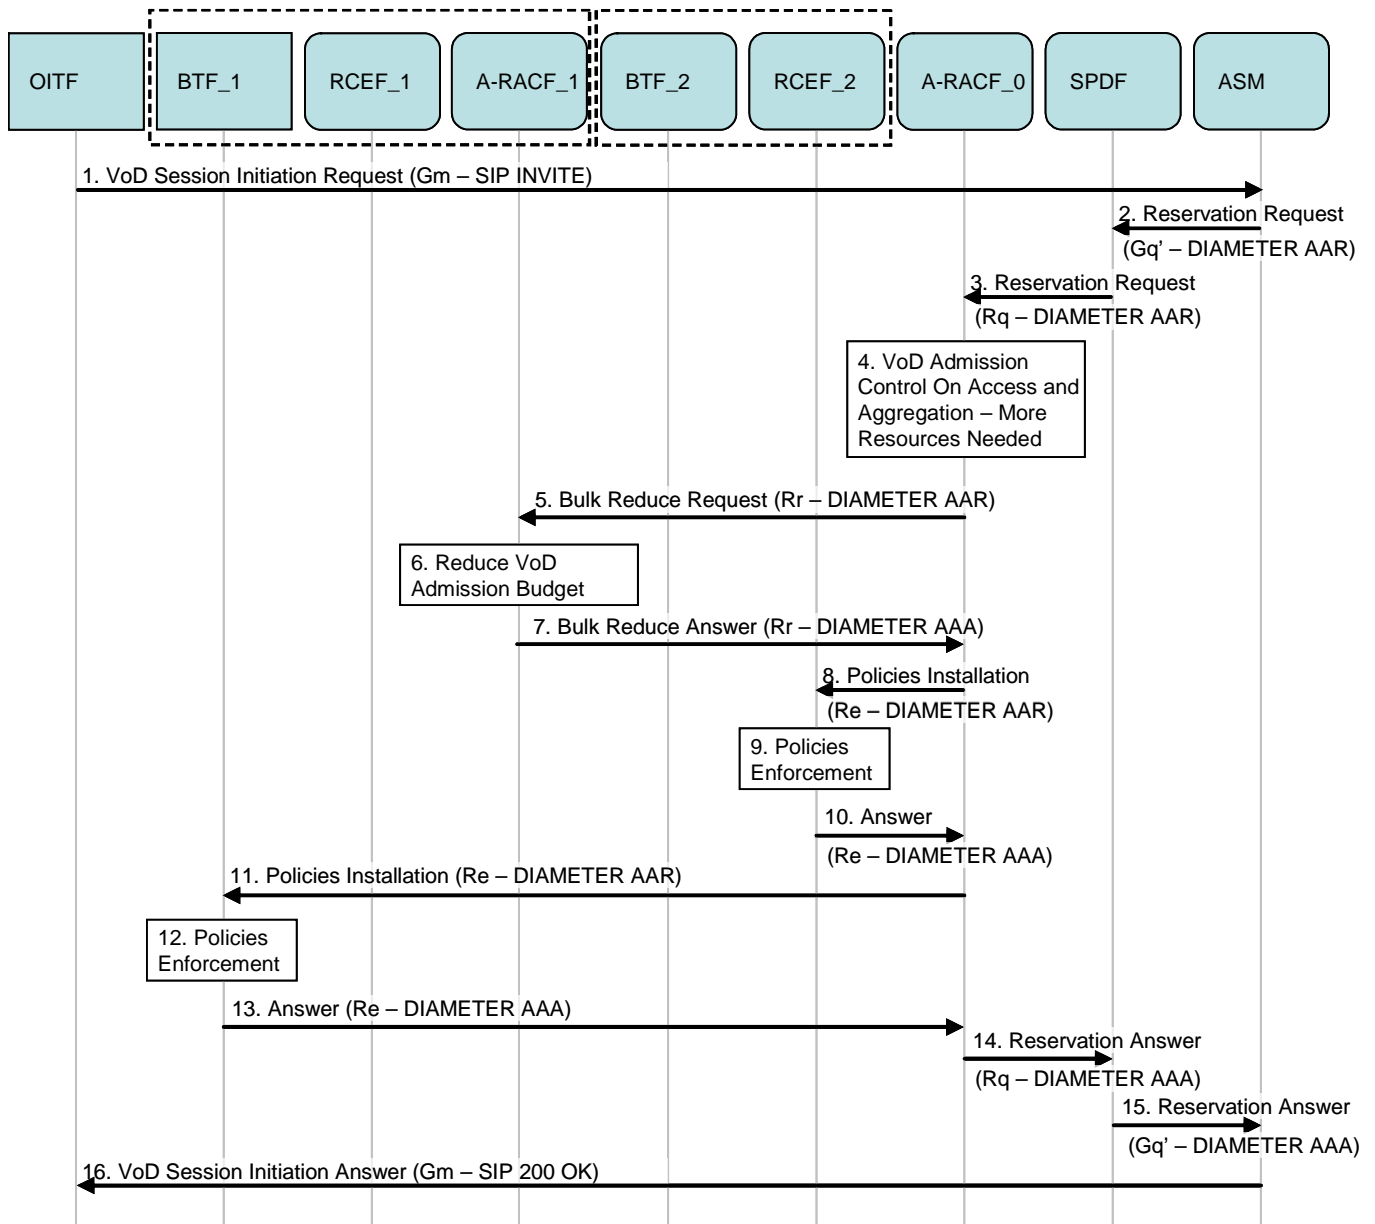 OITF
BTF_1
RCEF_1
A-RACF_1
BTF_2
RCEF_2
A-RACF_0
SPDF
ASM
1. VoD Session Initiation Request (Gm – SIP INVITE)
2. Reservation Request
(Gq’ – DIAMETER AAR)
3. Reservation Request
(Rq – DIAMETER AAR)
4. VoD Admission
Control On Access and
Aggregation – More
Resources Needed
5. Bulk Reduce Request (Rr – DIAMETER AAR)
6. Reduce VoD
Admission Budget
7. Bulk Reduce Answer (Rr – DIAMETER AAA)
8. Policies Installation
(Re – DIAMETER AAR)
9. Policies
Enforcement
10. Answer
(Re – DIAMETER AAA)
11. Policies Installation (Re – DIAMETER AAR)
12. Policies
Enforcement
13. Answer (Re – DIAMETER AAA)
14. Reservation Answer
(Rq – DIAMETER AAA)
15. Reservation Answer
(Gq’ – DIAMETER AAA)
16. VoD Session Initiation Answer (Gm – SIP 200 OK)